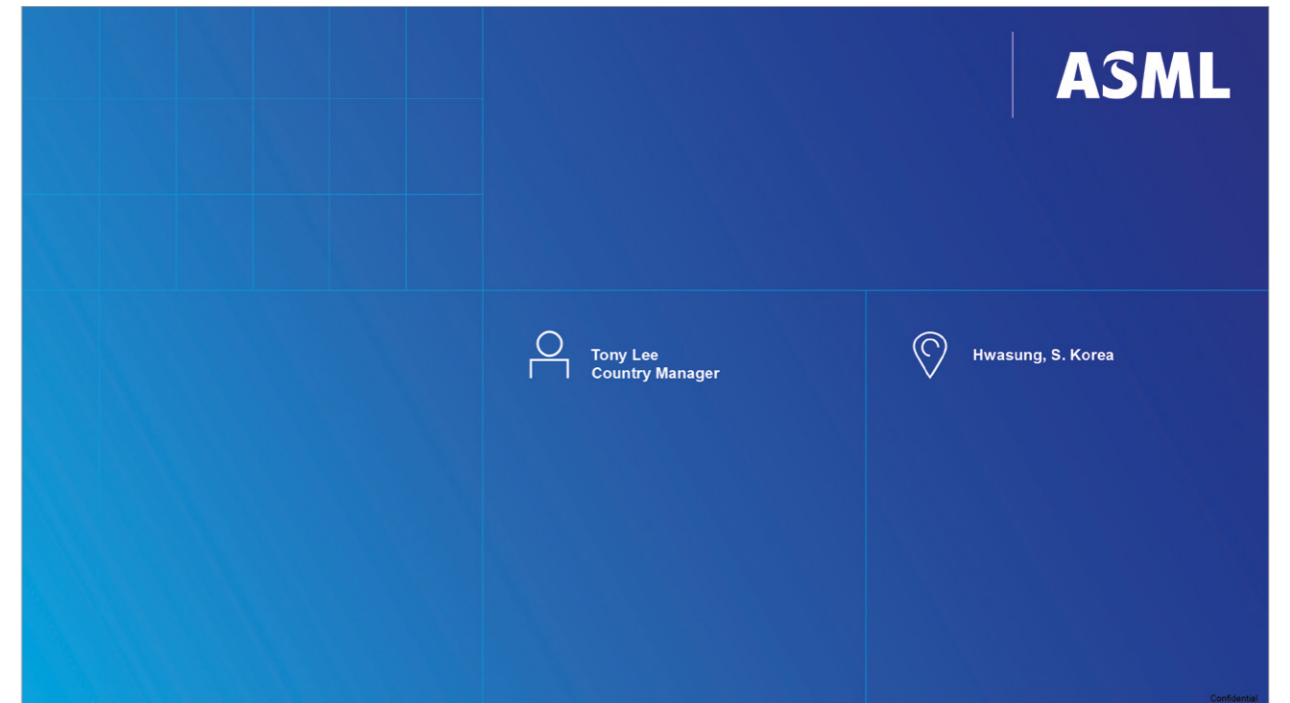 ASML
Tony Lee
Country Manager
Hwasung, S. Korea
Confidential